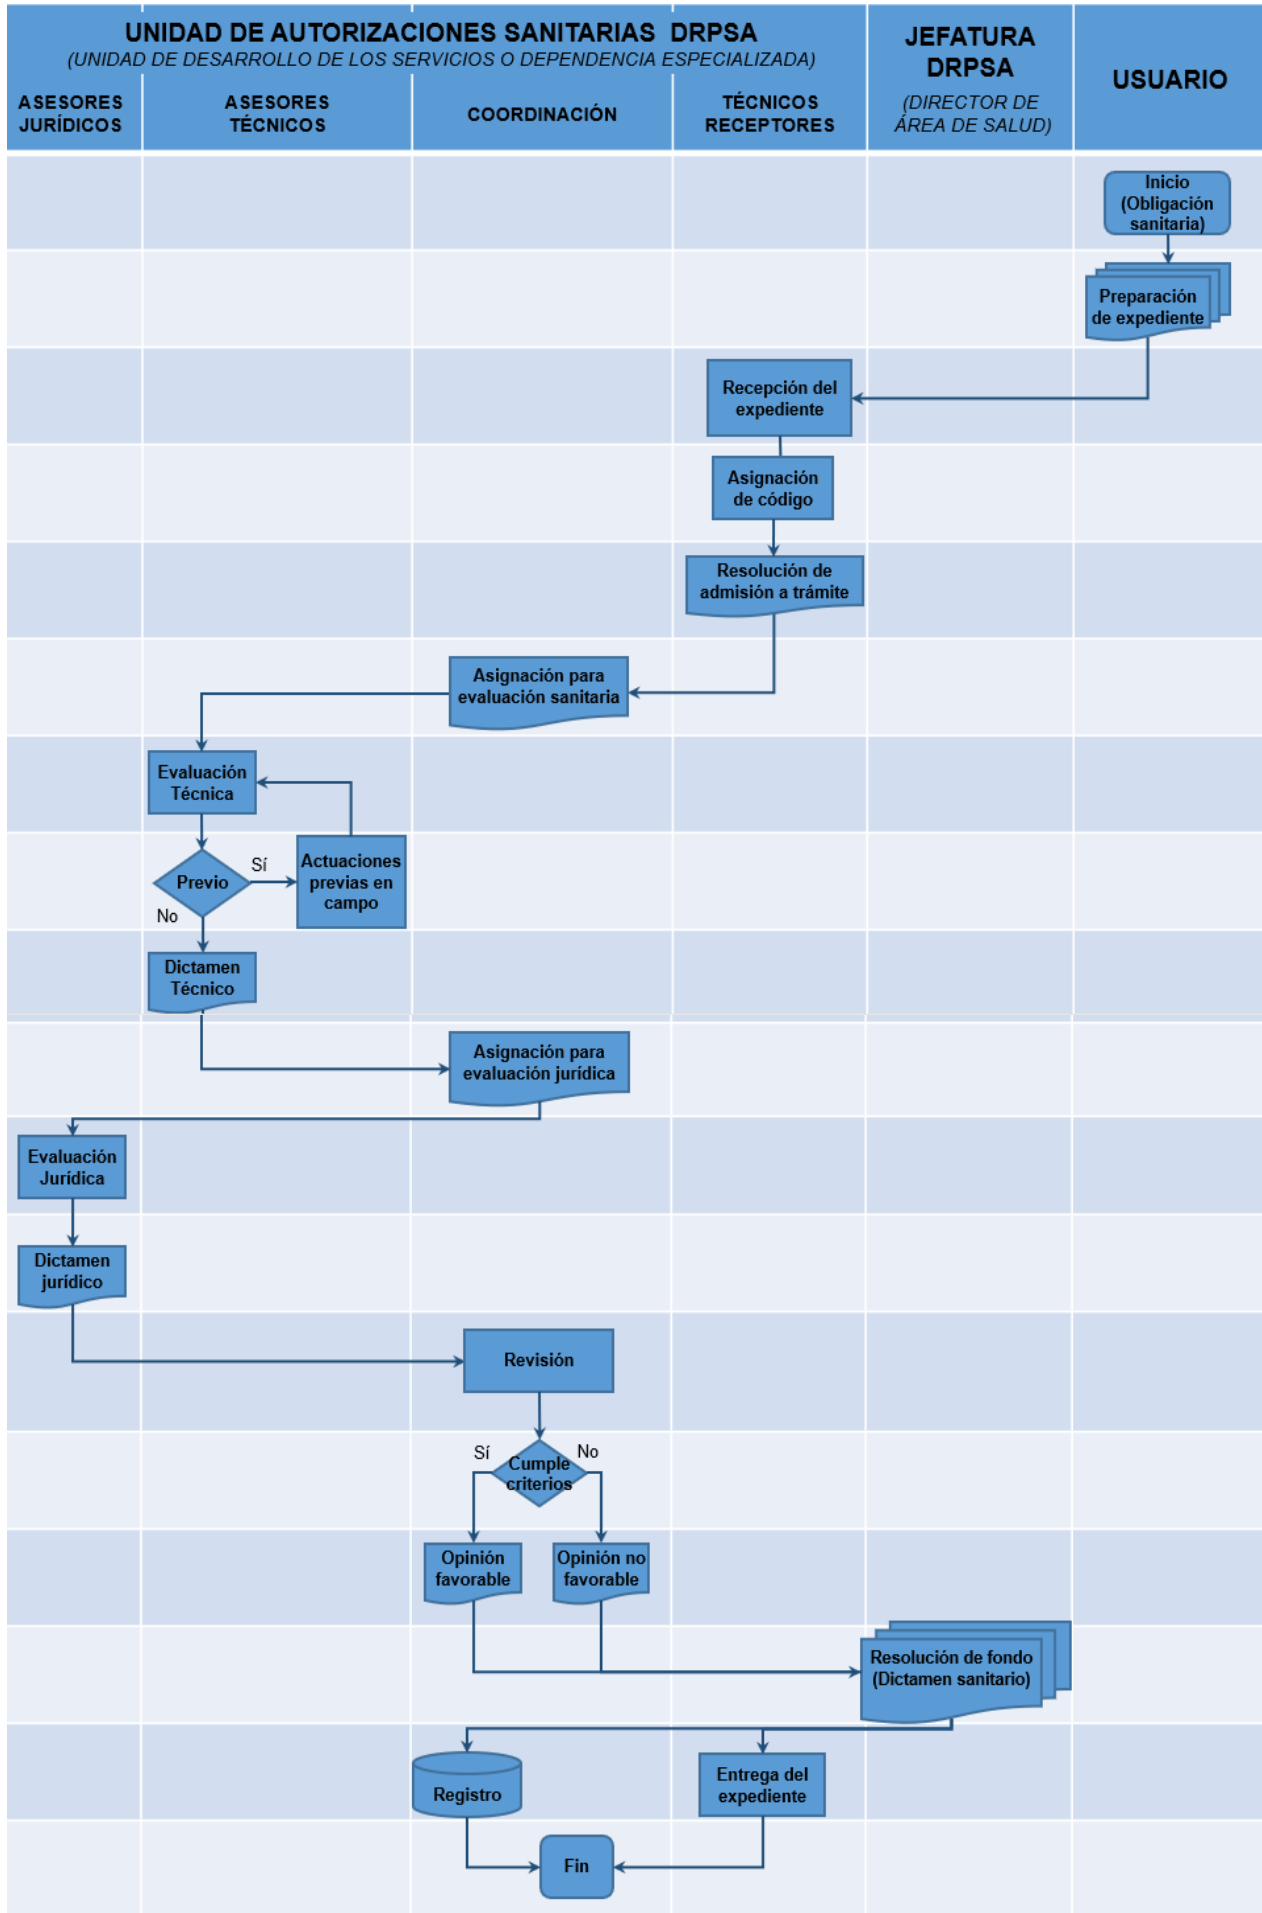 UNIDAD DE AUTORIZACIONES SANITARIAS DRPSA
(UNIDAD DE DESARROLLO DE LOS SERVICIOS O DEPENDENCIA ESPECIALIZADA)
JEFATURA
DRPSA
(DIRECTOR DE
ÁREA DE SALUD)
USUARIO
ASESORES
JURÍDICOS
ASESORES
TÉCNICOS
COORDINACIÓN
TÉCNICOS
RECEPTORES
Inicio
(Obligación
sanitaria)
Preparación
de expediente
Recepción del
expediente
Asignación
de código
Resolución de
admisión a trámite
Asignación para
evaluación sanitaria
Evaluación
Técnica
Previo
Sí
No
Actuaciones
previas en
campo
Dictamen
Técnico
Asignación para
evaluación jurídica
Evaluación
Jurídica
Dictamen
jurídico
Revisión
Sí
No
Cumple
criterios
Opinión
favorable
Opinión no
favorable
Resolución de fondo
(Dictamen sanitario)
Registro
Entrega del
expediente
Fin